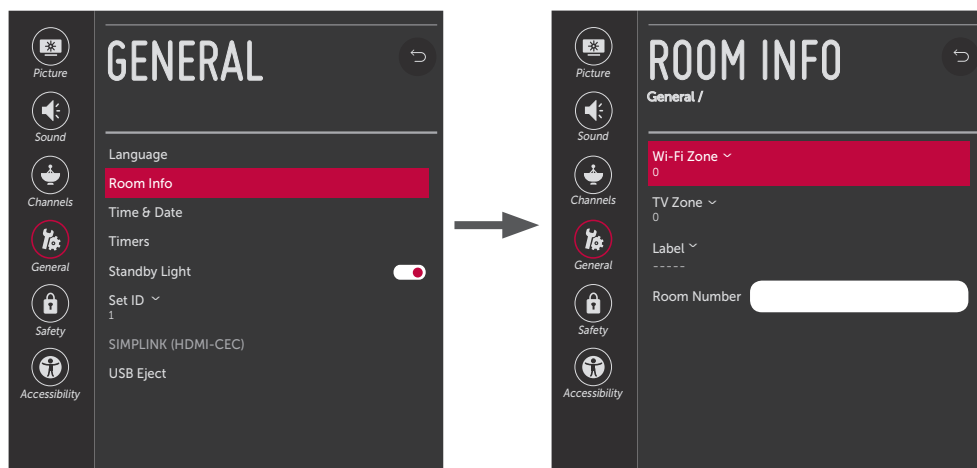 Picture
Sound
Channels
General
Safety
Accessibility
GENERAL
Language
Room Info
Time & Date
Timers
Standby Light
Set ID
1
SIMPLINK (HDMI-CEC)
USB Eject
Picture
Sound
Channels
General
Safety
Accessibility
ROOM INFO
General /
Wi-Fi Zone
0
TV Zone
0
Label
-----
Room Number